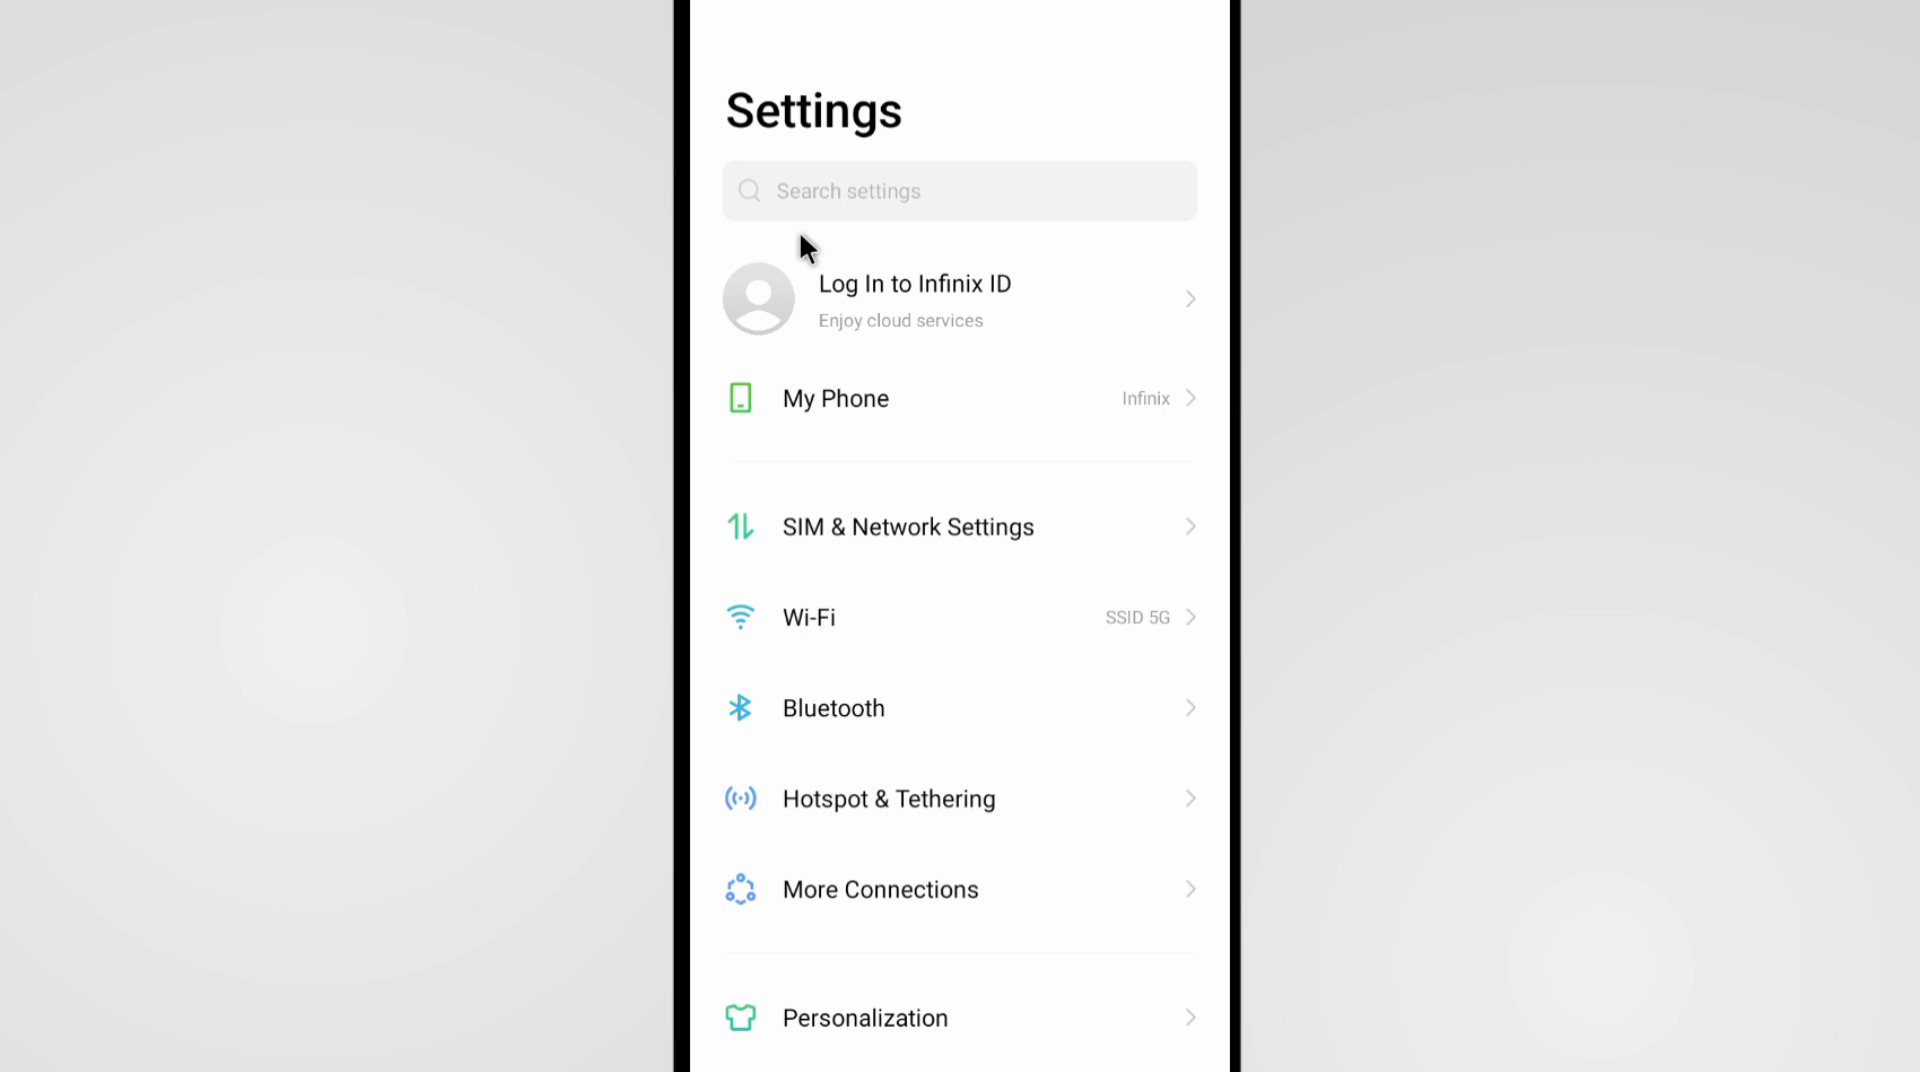 Settings
Search settings
Log In to Infinix ID
Enjoy cloud services
My Phone Infinix
SIM & Network Settings
Wi-Fi SSID 5G
Bluetooth
Hotspot & Tethering
More Connections
Personalization